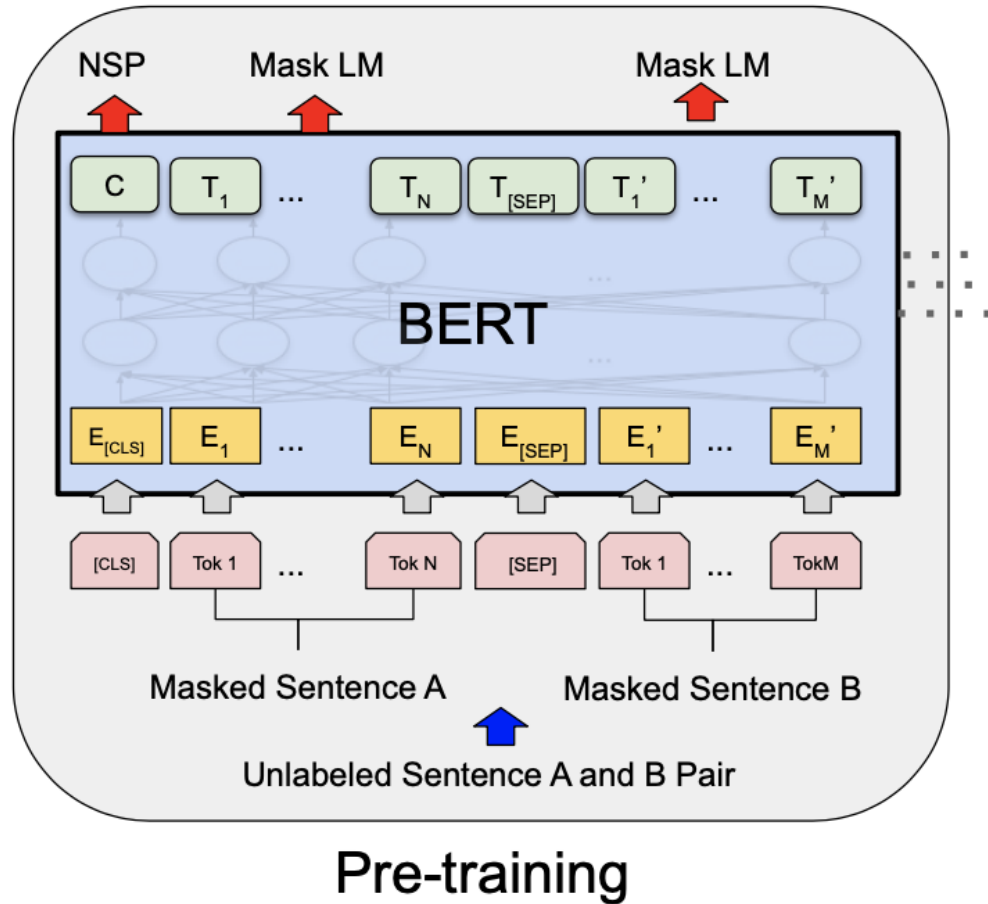 NSP Mask LM Mask LM
C T1 ... TN T[SEP] T1’ ... TM’
...
BERT
...
E[CLS] E1 ... EN E[SEP] E1’ ... EM’
[CLS] Tok 1 ... Tok N [SEP] Tok 1 ... TokM
Masked Sentence A Masked Sentence B
Unlabeled Sentence A and B Pair
Pre-training